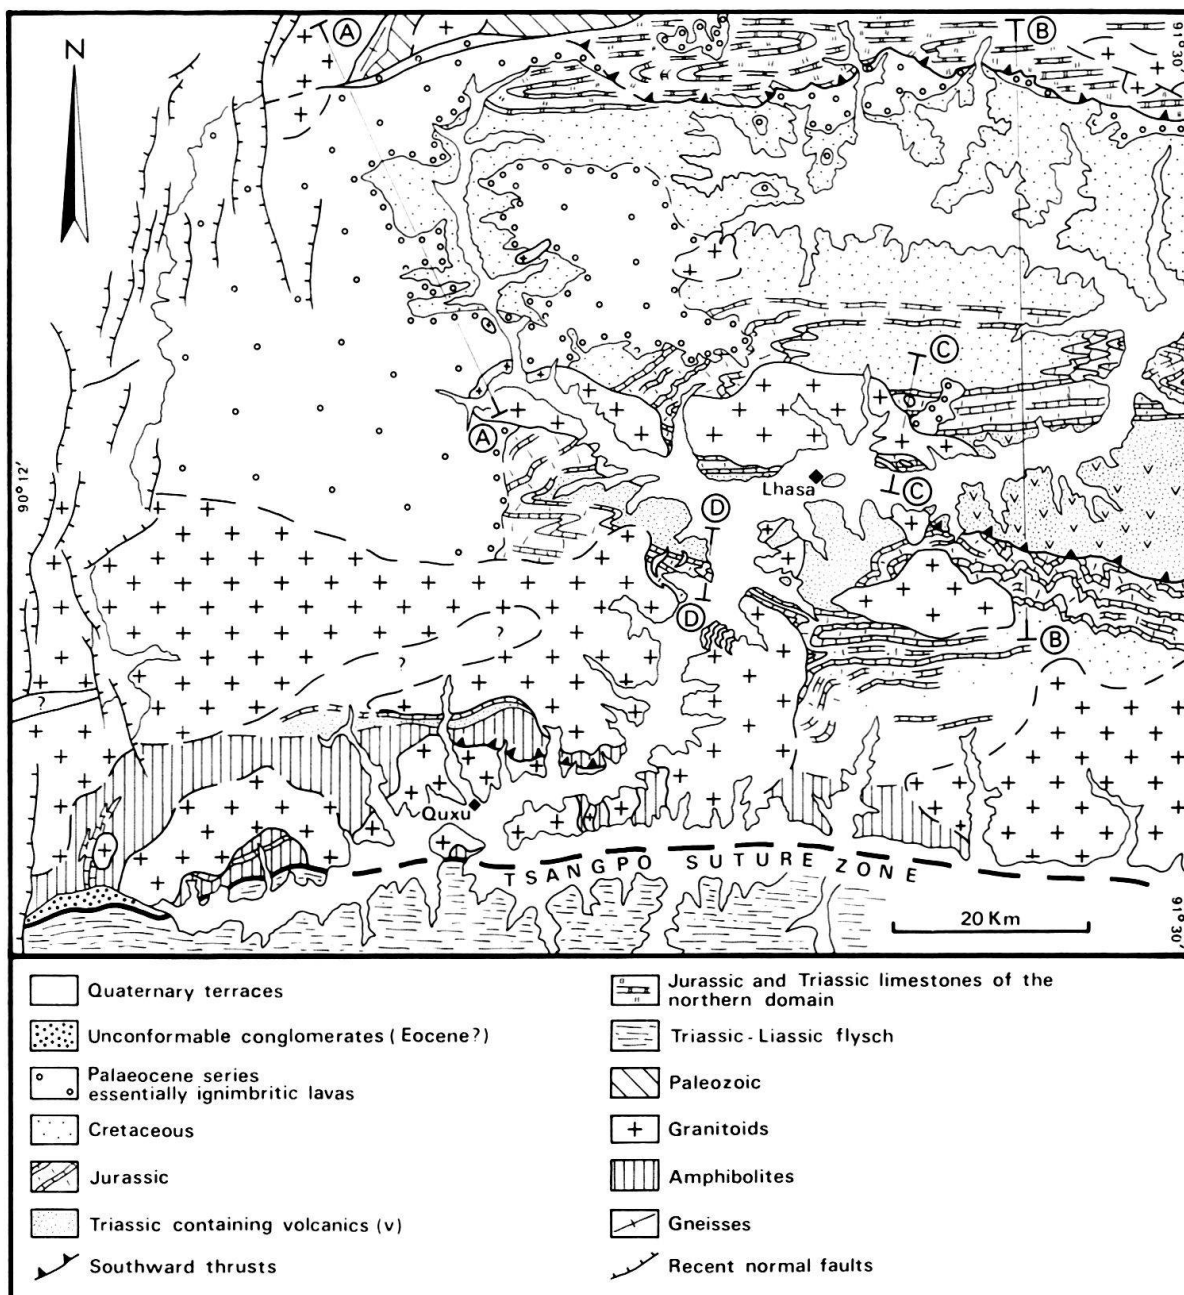 N
A
B
91° 30'
C
A
90° 12'
Lhasa
C
D
D
B
?
?
?
Quxu
TSANGPO SUTURE ZONE
20 Km
91° 30'
Quaternary terraces
Unconformable conglomerates (Eocene?)
Palaeocene series
essentially ignimbritic lavas
Cretaceous
Jurassic
Triassic containing volcanics (v)
Southward thrusts
Jurassic and Triassic limestones of the
northern domain
Triassic-Liassic flysch
Paleozoic
Granitoids
Amphibolites
Gneisses
Recent normal faults